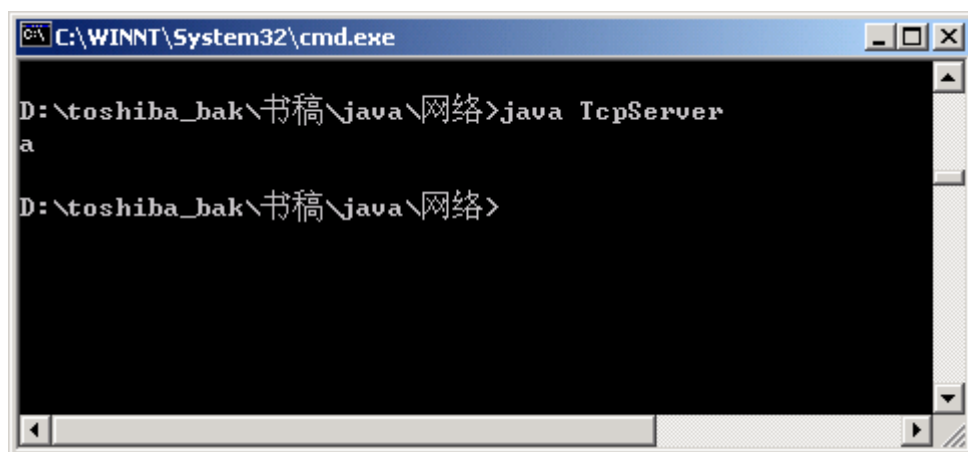 C:\WINNT\System32\cmd.exe
D:\toshiba_bak\书稿\java\网络>java TcpServer
a
D:\toshiba_bak\书稿\java\网络>